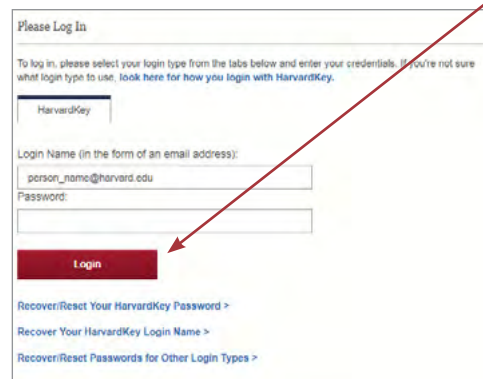 Please Log In
To log in, please select your login type from the tabs below and enter your credentials. If you're not sure
what login type to use, look here for how you login with HarvardKey.
HarvardKey
Login Name (in the form of an email address):
person_name@harvard.edu
Password:
Login
Recover/Reset Your HarvardKey Password >
Recover Your HarvardKey Login Name >
Recover/Reset Passwords for Other Login Types >